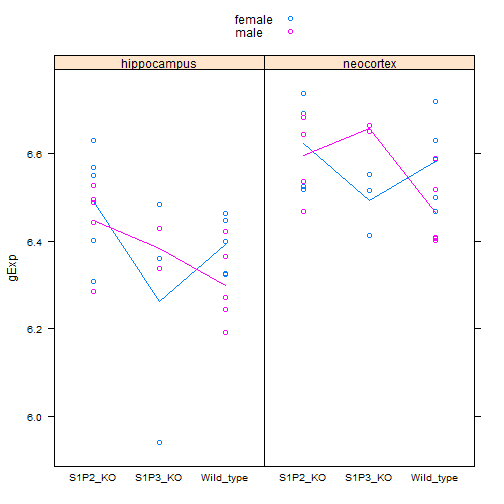 female
male
hippocampus neocortex
6.6
6.4
gExp
6.2
6.0
S1P2_KO S1P3_KO Wild_type S1P2_KO S1P3_KO Wild_type